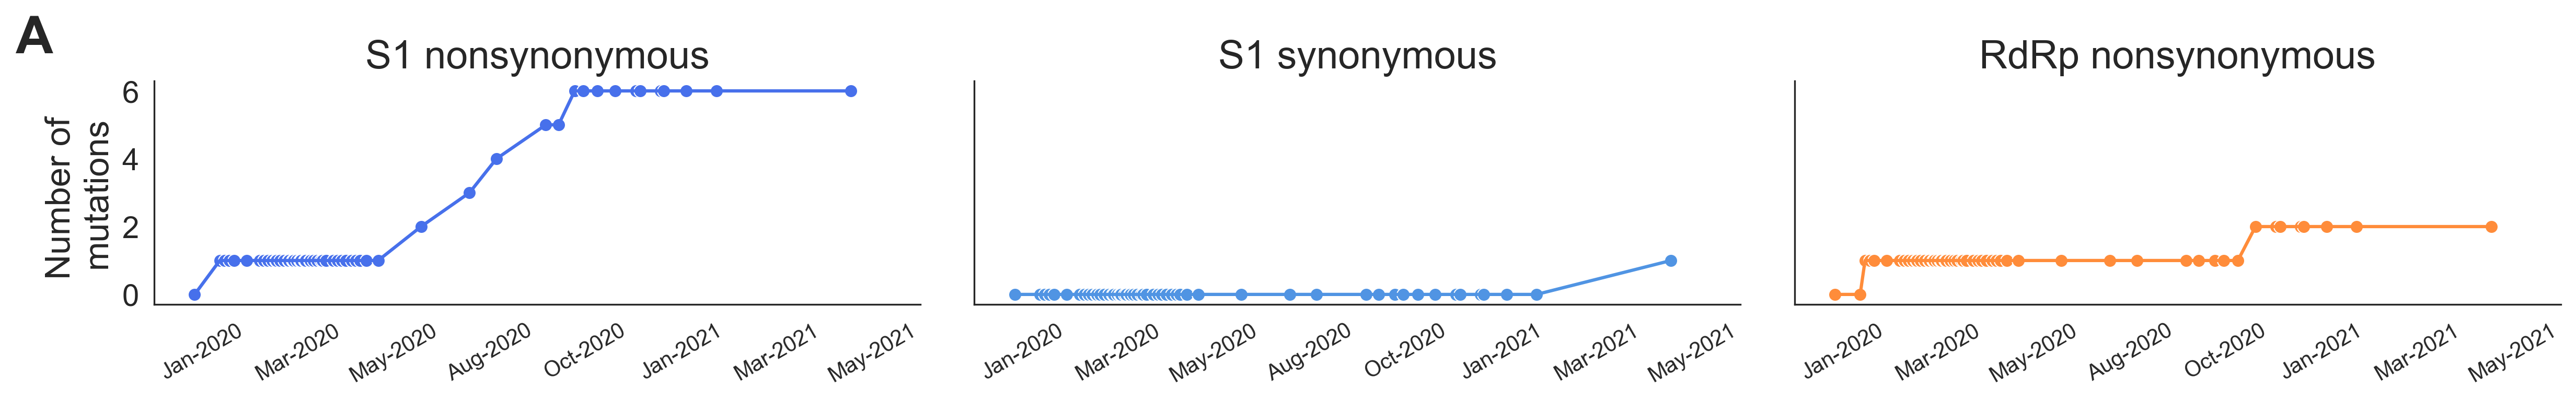 A
S1 nonsynonymous
S1 synonymous
RdRp nonsynonymous
Number of
mutations
6
4
2
0
Jan-2020
Mar-2020
May-2020
Aug-2020
Oct-2020
Jan-2021
Mar-2021
May-2021
Jan-2020
Mar-2020
May-2020
Aug-2020
Oct-2020
Jan-2021
Mar-2021
May-2021
Jan-2020
Mar-2020
May-2020
Aug-2020
Oct-2020
Jan-2021
Mar-2021
May-2021